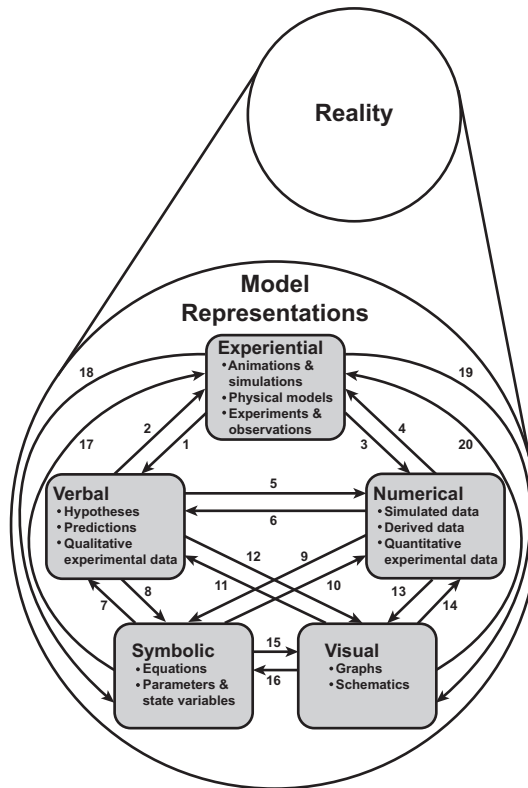 Reality
Model
Representations
Experiential
• Animations &
simulations
• Physical models
• Experiments &
observations
18
19
17
2
1
3
4
20
Verbal
• Hypotheses
• Predictions
• Qualitative
experimental data
5
6
Numerical
• Simulated data
• Derived data
• Quantitative
experimental data
12
9
11
10
7
8
13
14
Symbolic
• Equations
• Parameters &
state variables
15
16
Visual
• Graphs
• Schematics